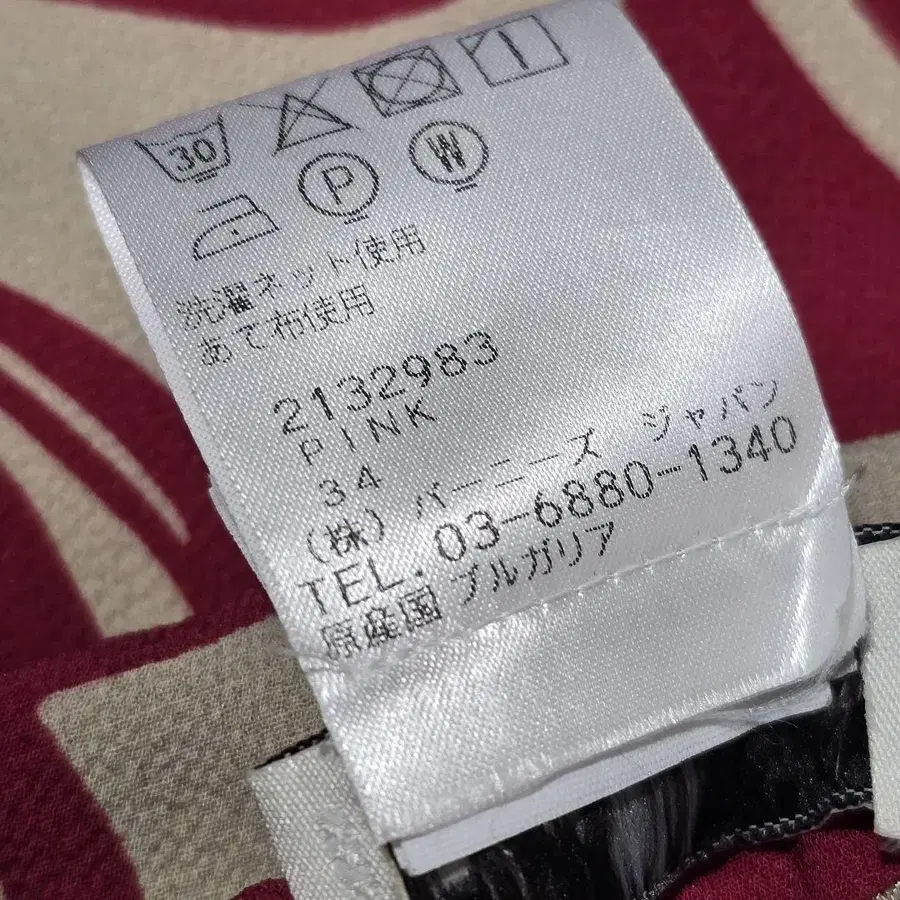 30
P W
洗濯ネット使用
あて布使用
2132983
PINK
34
(株) バーニーズ ジャパン
TEL. 03-6880-1340
原産国 ブルガリア